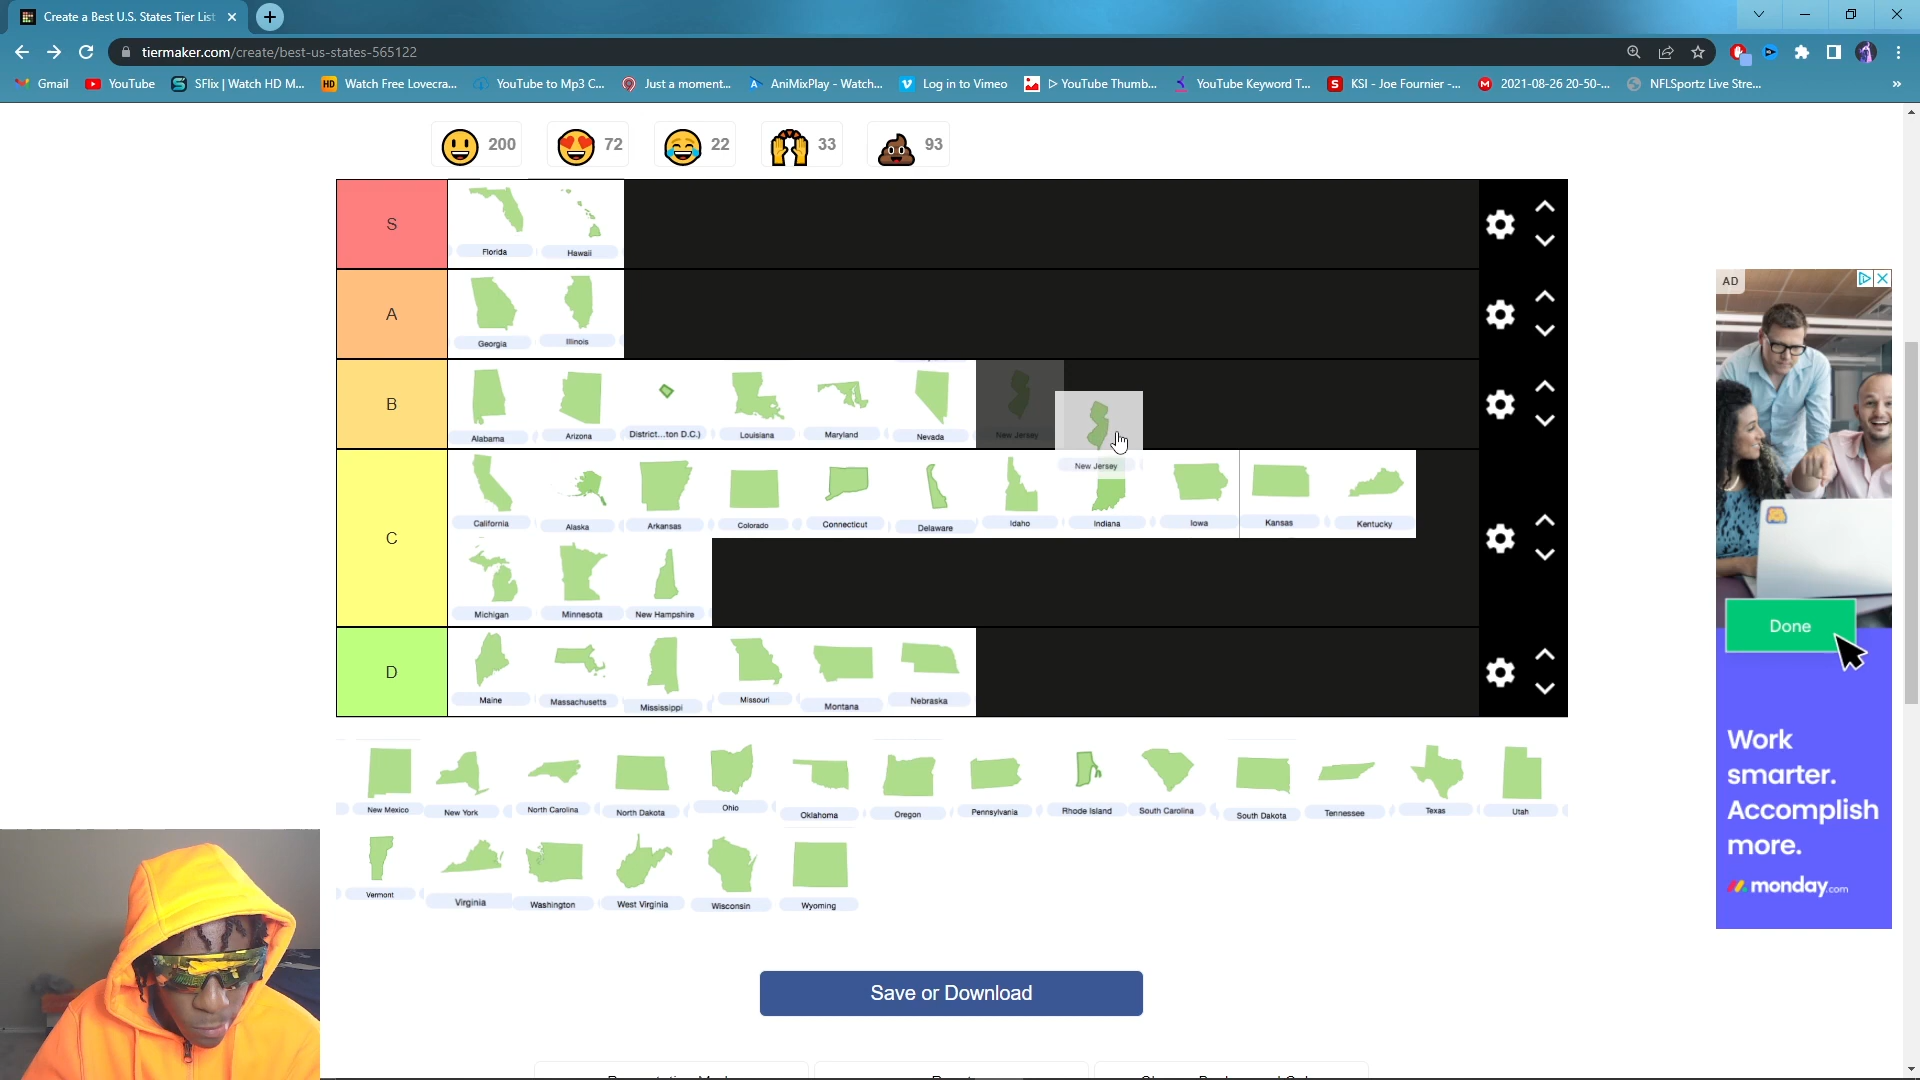 Create a Best U.S. States Tier List
tiermaker.com/create/best-us-states-565122
Gmail
YouTube
SFlix | Watch HD M...
Watch Free Lovecra...
YouTube to Mp3 C...
Just a moment...
AniMixPlay - Watch...
Log in to Vimeo
▷ YouTube Thumb...
YouTube Keyword T...
KSI - Joe Fournier -...
2021-08-26 20-50-...
NFLSportz Live Stre...
»
200
72
22
33
93
S
Florida
Hawaii
A
Georgia
Illinois
B
Alabama
Arizona
District...ton D.C.)
Louisiana
Maryland
Nevada
New Jersey
New Jersey
C
California
Alaska
Arkansas
Colorado
Connecticut
Delaware
Idaho
Indiana
Iowa
Kansas
Kentucky
Michigan
Minnesota
New Hampshire
D
Maine
Massachusetts
Mississippi
Missouri
Montana
Nebraska
New Mexico
New York
North Carolina
North Dakota
Ohio
Oklahoma
Oregon
Pennsylvania
Rhode Island
South Carolina
South Dakota
Tennessee
Texas
Utah
Vermont
Virginia
Washington
West Virginia
Wisconsin
Wyoming
Save or Download
AD
Done
Work
smarter.
Accomplish
more.
monday.com